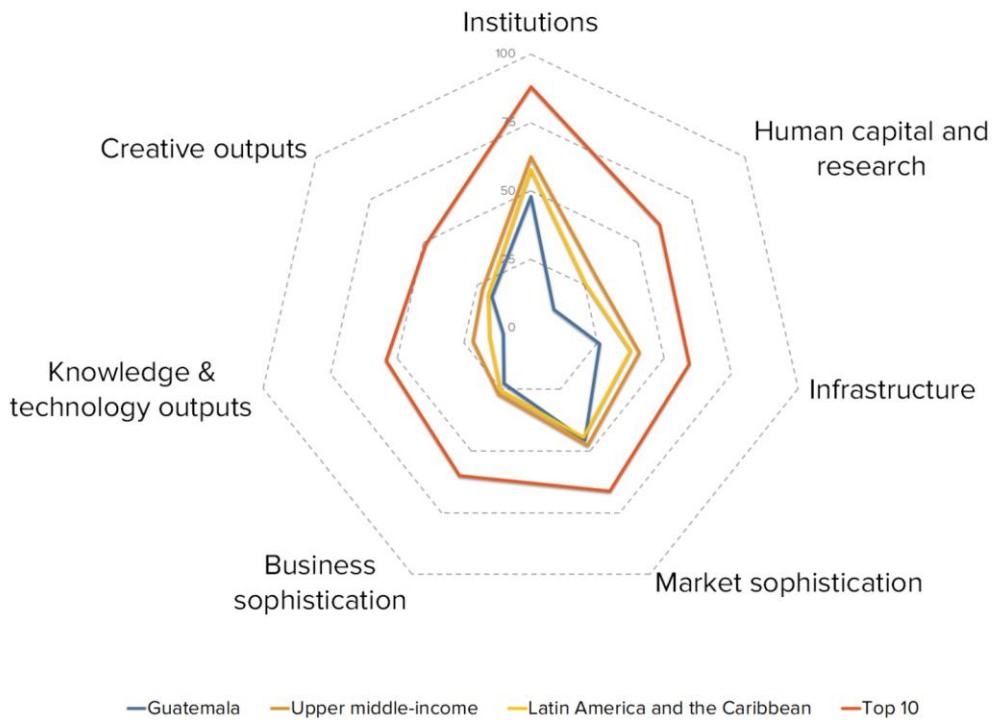 Institutions
100
Creative outputs
Human capital and
research
75
50
25
0
Knowledge &
technology outputs
Infrastructure
Business
sophistication
Market sophistication
Guatemala Upper middle-income Latin America and the Caribbean Top 10